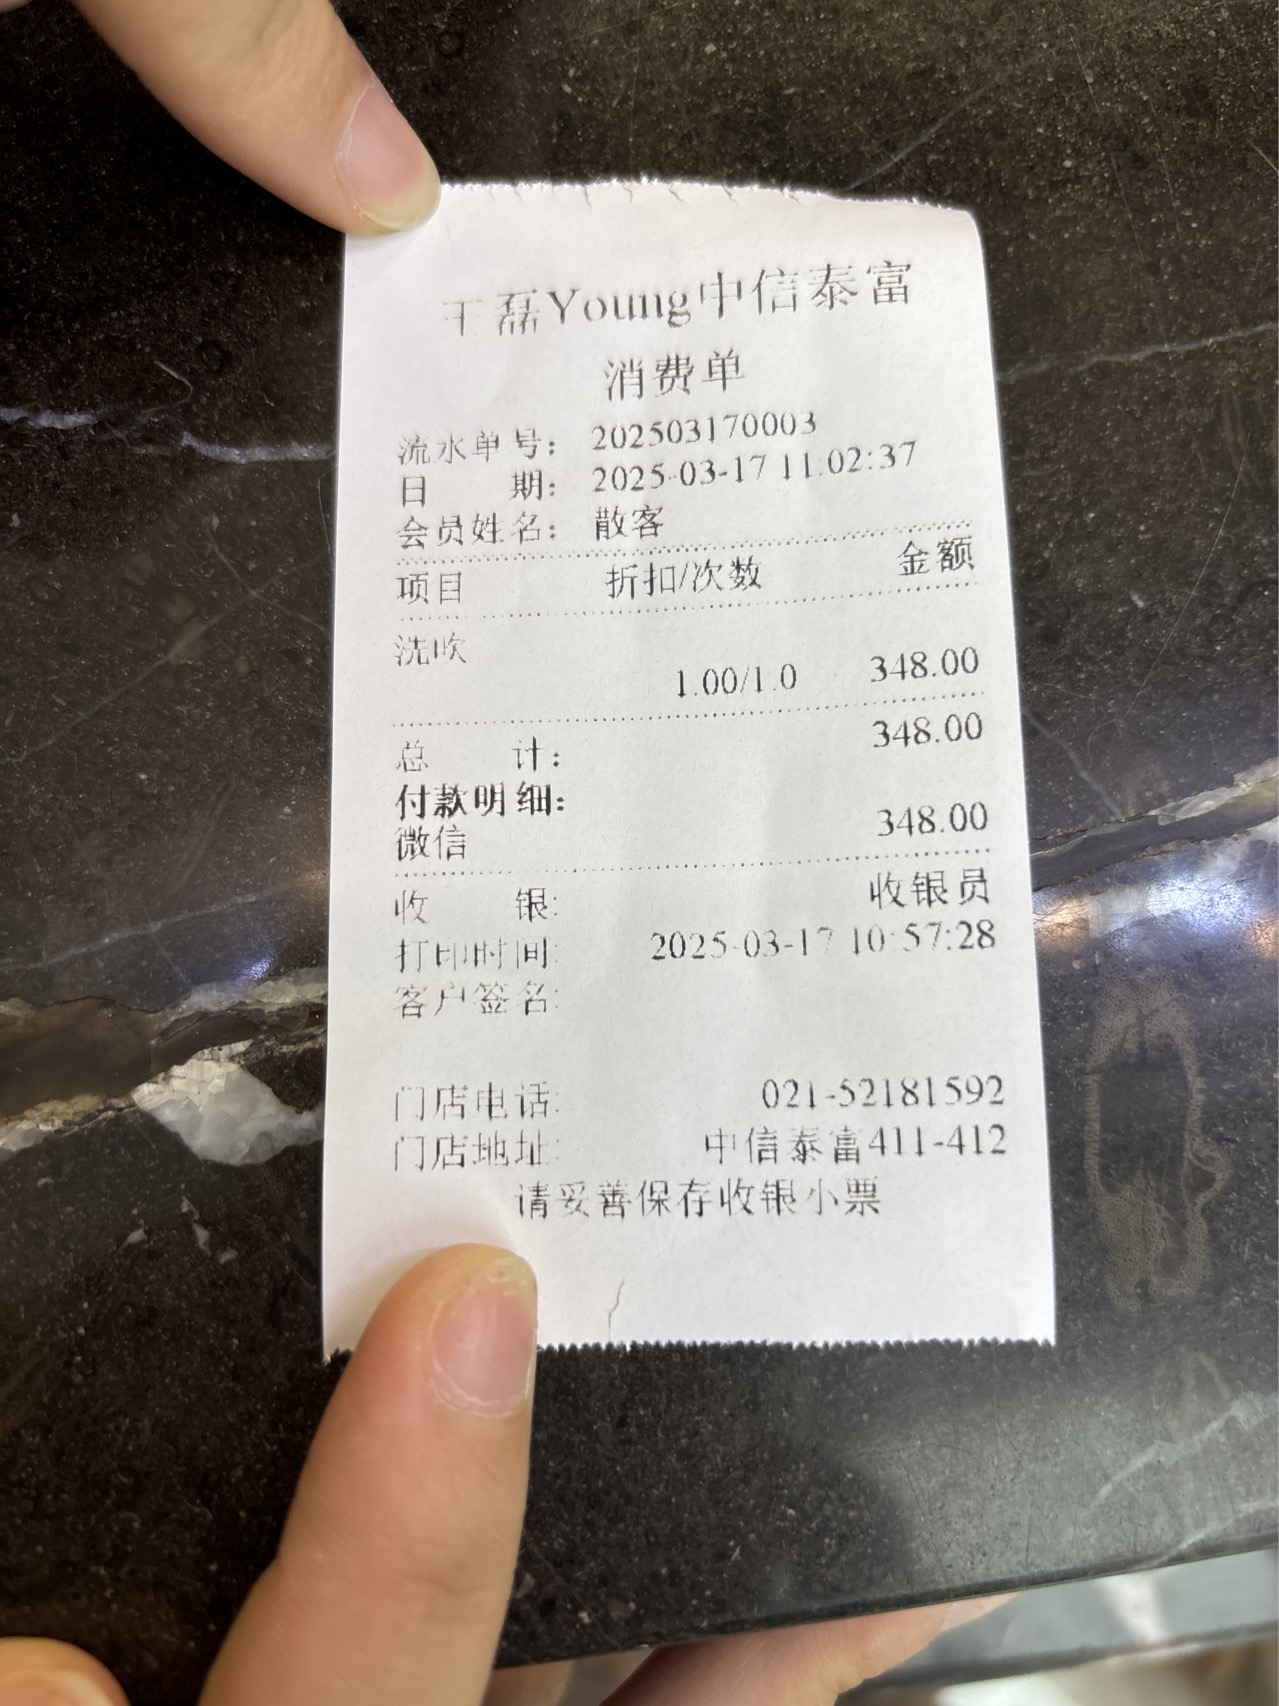 王磊Young中信泰富
消费单
流水单号： 202503170003
日 期： 2025-03-17 11:02:37
会员姓名： 散客
项目 折扣/次数 金额
洗吹
1.00/1.0 348.00
总 计： 348.00
付款明细：
微信 348.00
收 银: 收银员
打印时间: 2025-03-17 10:57:28
客户签名:
门店电话: 021-52181592
门店地址: 中信泰富411-412
请妥善保存收银小票